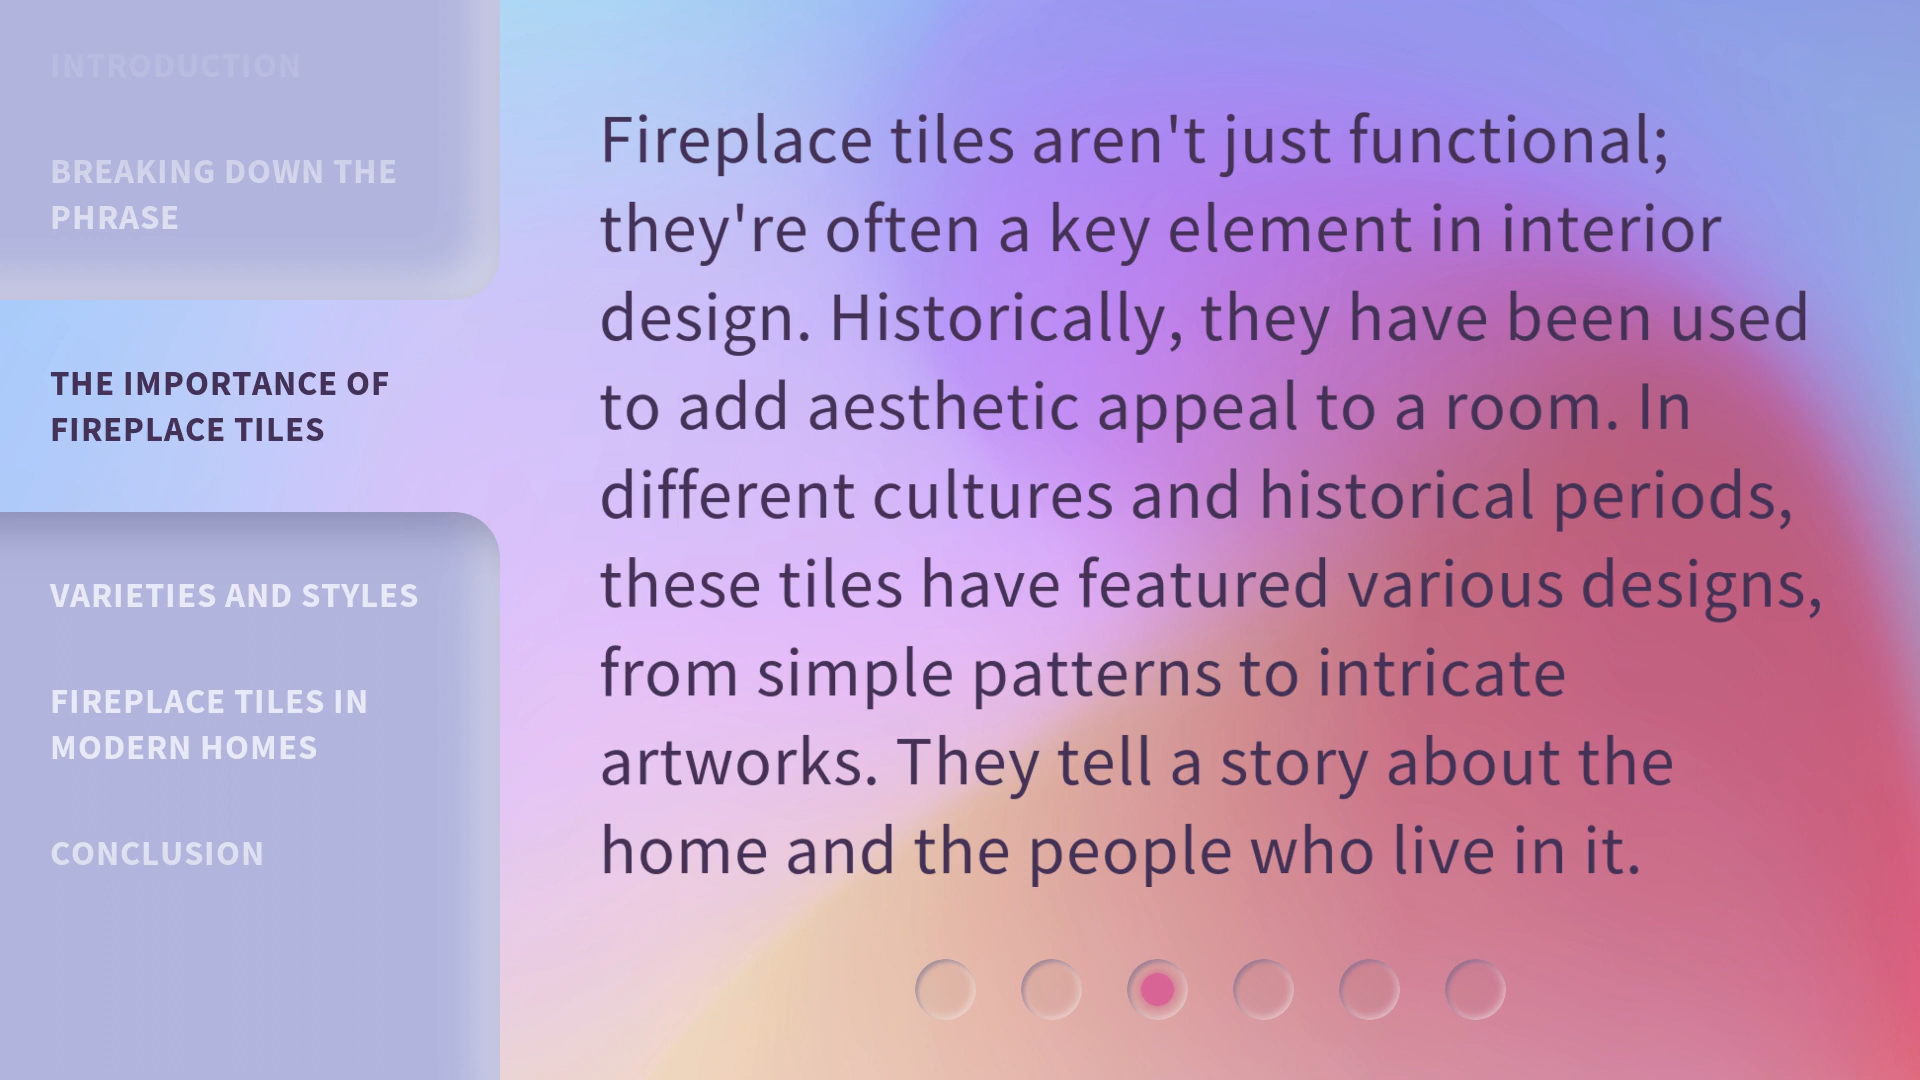 INTRODUCTION
BREAKING DOWN THE
PHRASE
THE IMPORTANCE OF
FIREPLACE TILES
VARIETIES AND STYLES
FIREPLACE TILES IN
MODERN HOMES
CONCLUSION
Fireplace tiles aren't just functional;
they're often a key element in interior
design. Historically, they have been used
to add aesthetic appeal to a room. In
different cultures and historical periods,
these tiles have featured various designs,
from simple patterns to intricate
artworks. They tell a story about the
home and the people who live in it.